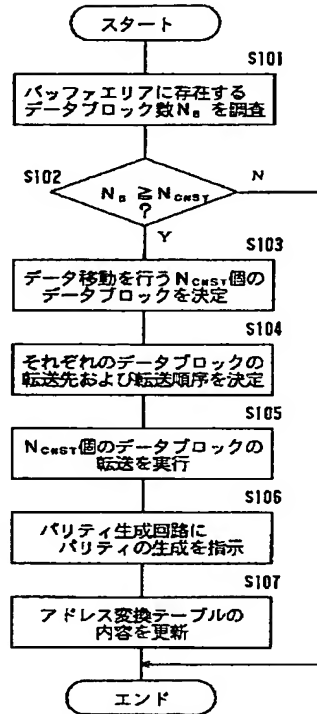 スタート
S101
バッファエリアに存在する
データブロック数NB を調査
S102
NB ≧ NCNST
?
N
Y
S103
データ移動を行うNCNST個の
データブロックを決定
S104
それぞれのデータブロックの
転送先および転送順序を決定
S105
NCNST個のデータブロックの
転送を実行
S106
パリティ生成回路に
パリティの生成を指示
S107
アドレス変換テーブルの
内容を更新
エンド